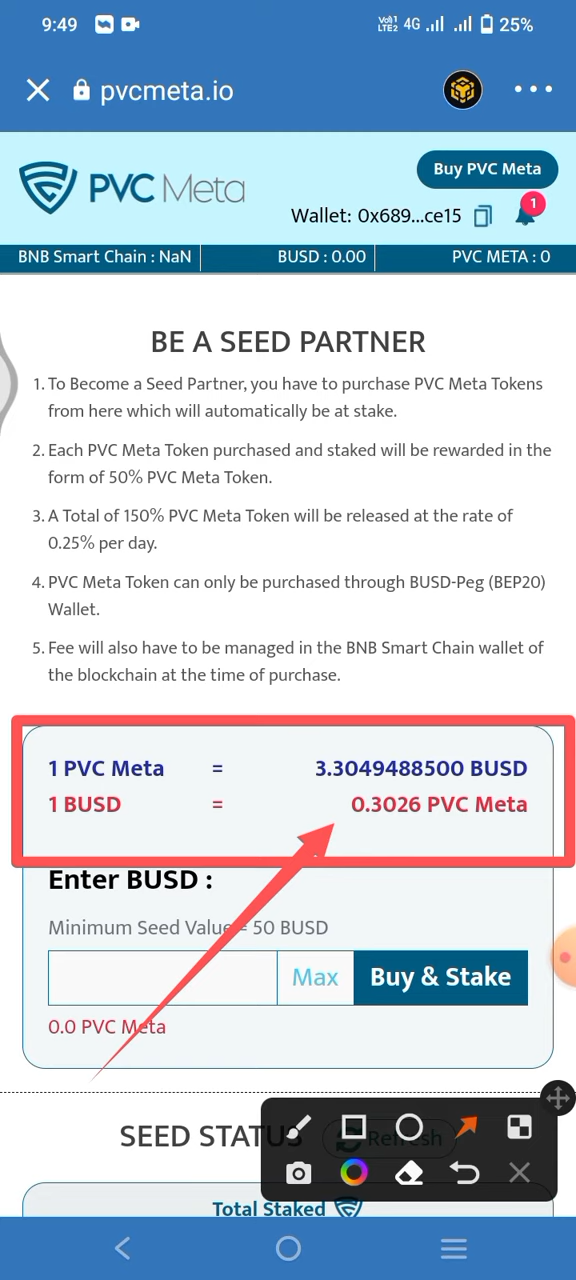 9:49
Vo))1
LTE2
4G
25%
pvcmeta.io
PVC Meta
Buy PVC Meta
Wallet: 0x689...ce15
1
BNB Smart Chain : NaN
BUSD : 0.00
PVC META : 0
BE A SEED PARTNER
1. To Become a Seed Partner, you have to purchase PVC Meta Tokens
from here which will automatically be at stake.
2. Each PVC Meta Token purchased and staked will be rewarded in the
form of 50% PVC Meta Token.
3. A Total of 150% PVC Meta Token will be released at the rate of
0.25% per day.
4. PVC Meta Token can only be purchased through BUSD-Peg (BEP20)
Wallet.
5. Fee will also have to be managed in the BNB Smart Chain wallet of
the blockchain at the time of purchase.
1 PVC Meta = 3.3049488500 BUSD
1 BUSD = 0.3026 PVC Meta
Enter BUSD :
Minimum Seed Value = 50 BUSD
Max
Buy & Stake
0.0 PVC Meta
SEED STATUS
Refresh
Total Staked